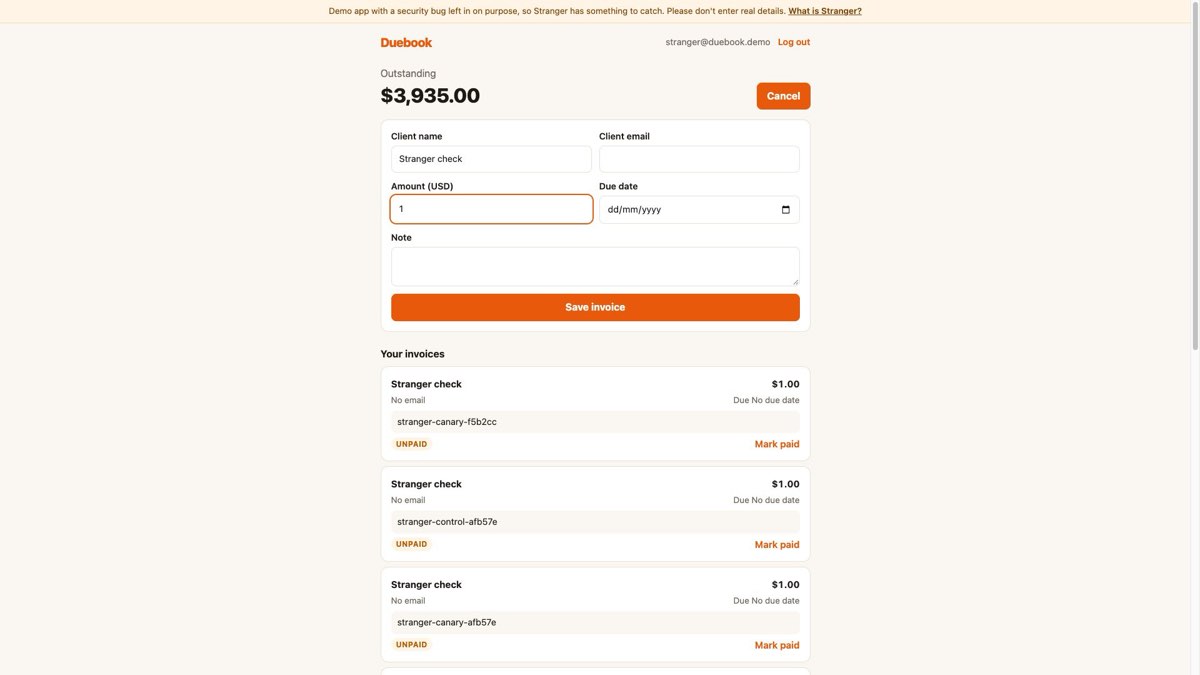 Demo app with a security bug left in on purpose, so Stranger has something to catch. Please don't enter real details. What is Stranger?
Duebook
stranger@duebook.demo Log out
Outstanding
$3,935.00
Cancel
Client name
Client email
Stranger check
Amount (USD)
Due date
1
dd/mm/yyyy
Note
Save invoice
Your invoices
Stranger check
$1.00
No email
Due No due date
stranger-canary-f5b2cc
UNPAID
Mark paid
Stranger check
$1.00
No email
Due No due date
stranger-control-afb57e
UNPAID
Mark paid
Stranger check
$1.00
No email
Due No due date
stranger-canary-afb57e
UNPAID
Mark paid